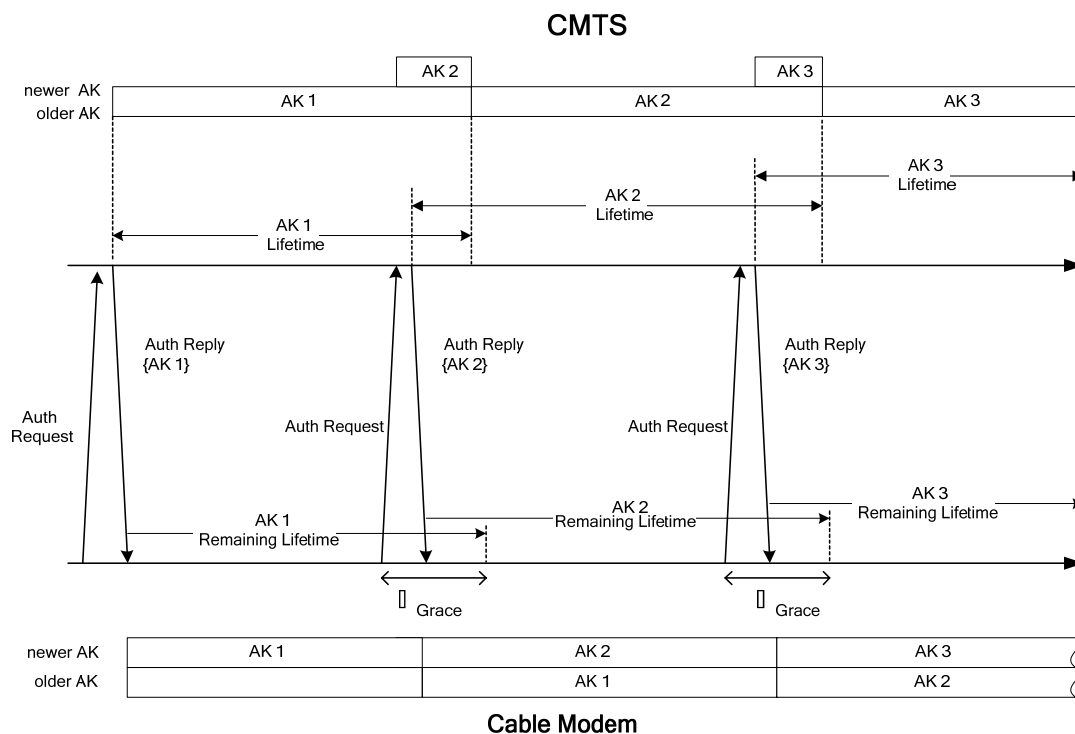 CMTS
AK 2
AK 3
newer AK
older AK
AK 1
AK 2
AK 3
AK 3
Lifetime
AK 2
Lifetime
AK 1
Lifetime
Auth Reply
{AK 1}
Auth Reply
{AK 2}
Auth Reply
{AK 3}
Auth
Request
Auth Request
Auth Request
AK 1
Remaining Lifetime
AK 2
Remaining Lifetime
AK 3
Remaining Lifetime
Grace
Grace
newer AK
AK 1
AK 2
AK 3
older AK
AK 1
AK 2
Cable Modem